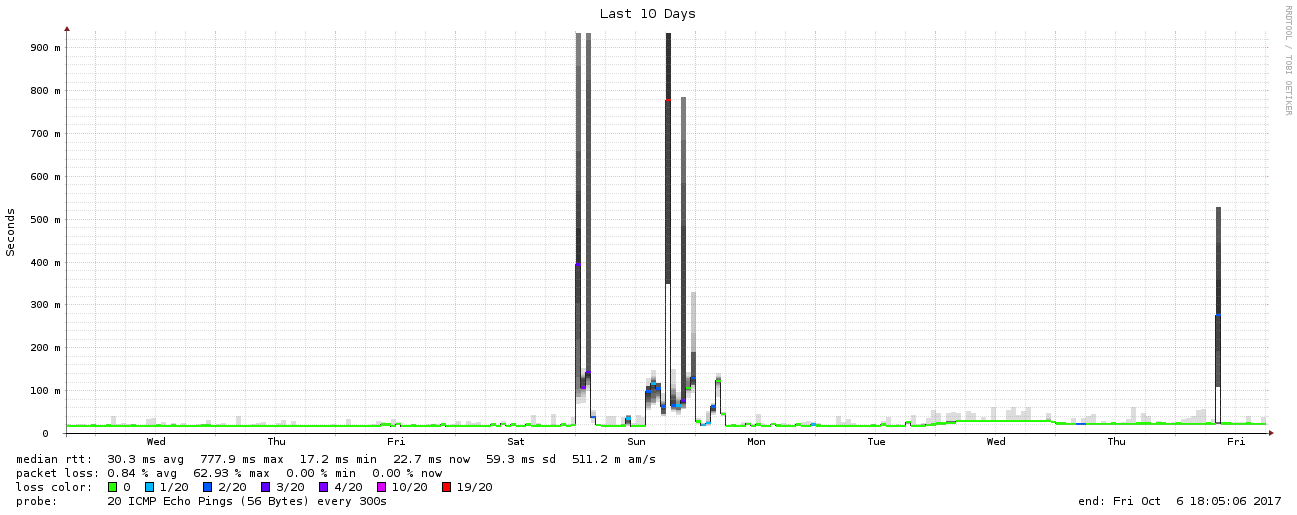 Last 10 Days
RRDTOOL / TOBI OETIKER
Seconds
900 m
800 m
700 m
600 m
500 m
400 m
300 m
200 m
100 m
0
Wed Thu Fri Sat Sun Mon Tue Wed Thu Fri
median rtt: 30.3 ms avg 777.9 ms max 17.2 ms min 22.7 ms now 59.3 ms sd 511.2 m am/s
packet loss: 0.84 % avg 62.93 % max 0.00 % min 0.00 % now
loss color: 0 1/20 2/20 3/20 4/20 10/20 19/20
probe: 20 ICMP Echo Pings (56 Bytes) every 300s end: Fri Oct 6 18:05:06 2017